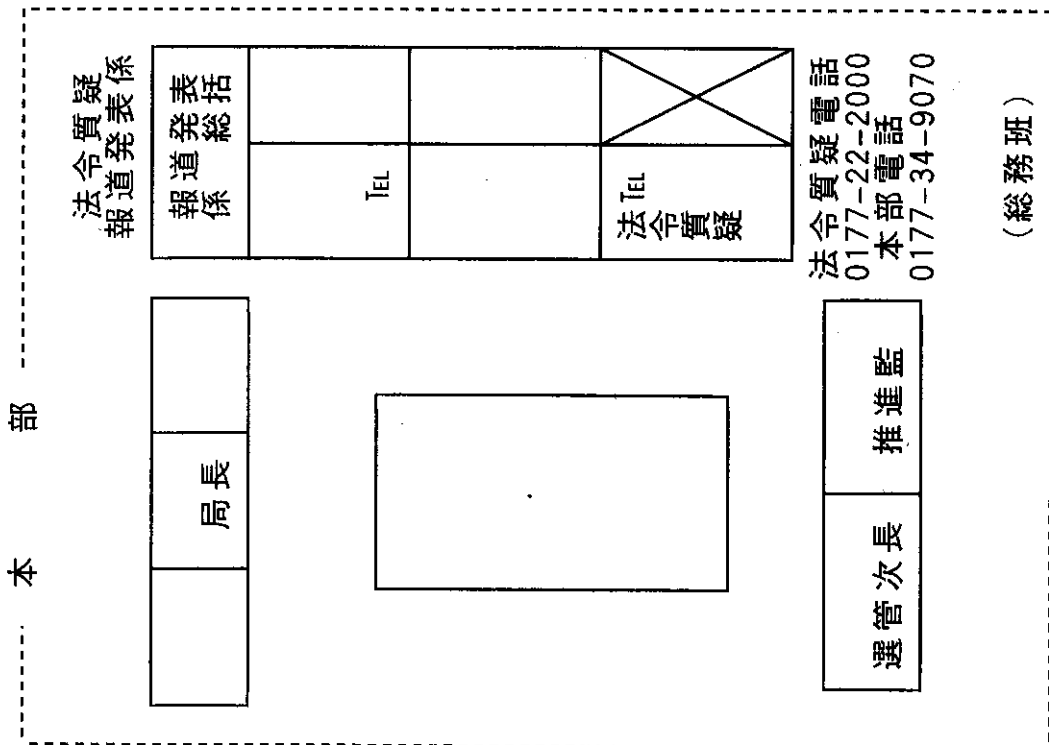 本部
法令質疑
報道発表係
報道発表
係　総括
TEL
TEL
法令質疑
法令質疑電話
0177-22-2000
本部電話
0177-34-9070
局長
推進監
選管次長
(総務班)